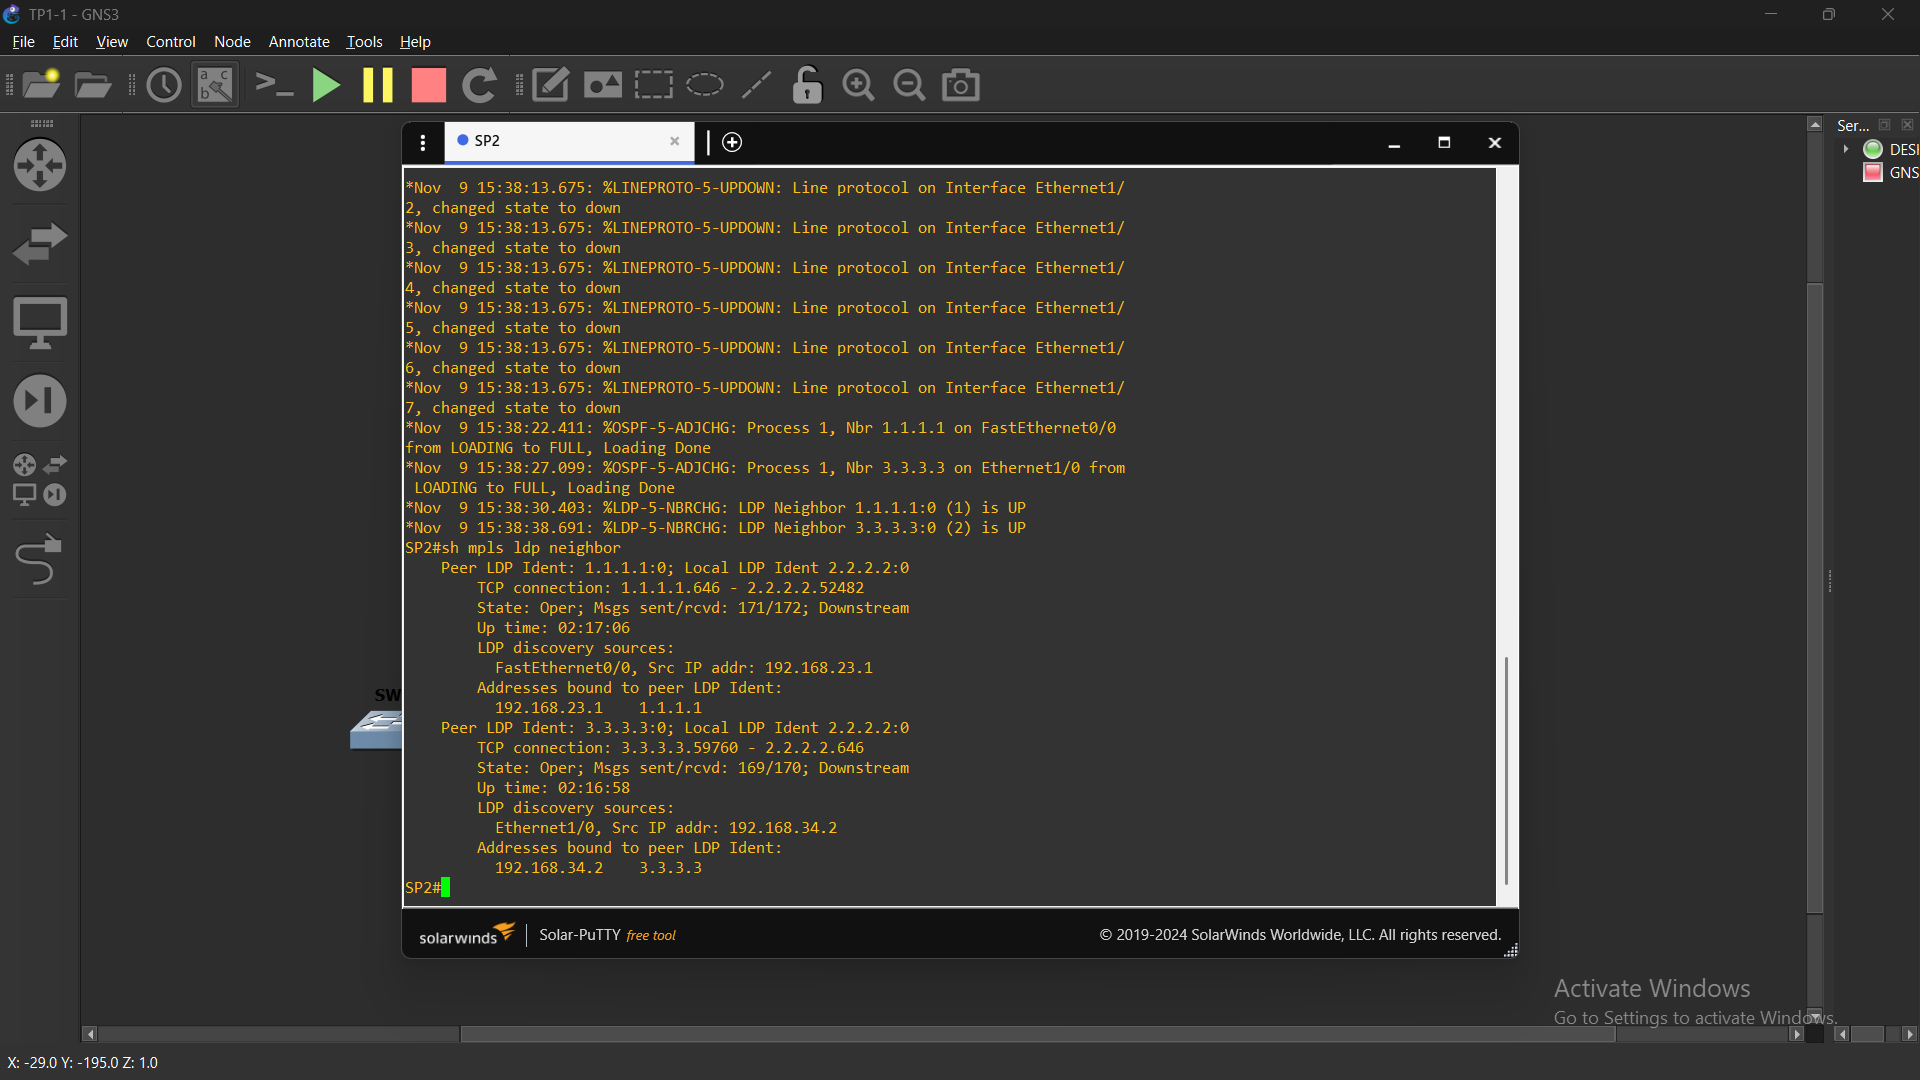 TP1-1 - GNS3
File Edit View Control Node Annotate Tools Help
SP2
Ser...
DESI
GNS
*Nov  9 15:38:13.675: %LINEPROTO-5-UPDOWN: Line protocol on Interface Ethernet1/
2, changed state to down
*Nov  9 15:38:13.675: %LINEPROTO-5-UPDOWN: Line protocol on Interface Ethernet1/
3, changed state to down
*Nov  9 15:38:13.675: %LINEPROTO-5-UPDOWN: Line protocol on Interface Ethernet1/
4, changed state to down
*Nov  9 15:38:13.675: %LINEPROTO-5-UPDOWN: Line protocol on Interface Ethernet1/
5, changed state to down
*Nov  9 15:38:13.675: %LINEPROTO-5-UPDOWN: Line protocol on Interface Ethernet1/
6, changed state to down
*Nov  9 15:38:13.675: %LINEPROTO-5-UPDOWN: Line protocol on Interface Ethernet1/
7, changed state to down
*Nov  9 15:38:22.411: %OSPF-5-ADJCHG: Process 1, Nbr 1.1.1.1 on FastEthernet0/0
from LOADING to FULL, Loading Done
*Nov  9 15:38:27.099: %OSPF-5-ADJCHG: Process 1, Nbr 3.3.3.3 on Ethernet1/0 from
 LOADING to FULL, Loading Done
*Nov  9 15:38:30.403: %LDP-5-NBRCHG: LDP Neighbor 1.1.1.1:0 (1) is UP
*Nov  9 15:38:38.691: %LDP-5-NBRCHG: LDP Neighbor 3.3.3.3:0 (2) is UP
SP2#sh mpls ldp neighbor
    Peer LDP Ident: 1.1.1.1:0; Local LDP Ident 2.2.2.2:0
        TCP connection: 1.1.1.1.646 - 2.2.2.2.52482
        State: Oper; Msgs sent/rcvd: 171/172; Downstream
        Up time: 02:17:06
        LDP discovery sources:
          FastEthernet0/0, Src IP addr: 192.168.23.1
        Addresses bound to peer LDP Ident:
          192.168.23.1    1.1.1.1
    Peer LDP Ident: 3.3.3.3:0; Local LDP Ident 2.2.2.2:0
        TCP connection: 3.3.3.3.59760 - 2.2.2.2.646
        State: Oper; Msgs sent/rcvd: 169/170; Downstream
        Up time: 02:16:58
        LDP discovery sources:
          Ethernet1/0, Src IP addr: 192.168.34.2
        Addresses bound to peer LDP Ident:
          192.168.34.2    3.3.3.3
SP2#
SW
solarwinds Solar-PuTTY free tool © 2019-2024 SolarWinds Worldwide, LLC. All rights reserved.
Activate Windows
Go to Settings to activate Windows.
X: -29.0 Y: -195.0 Z: 1.0